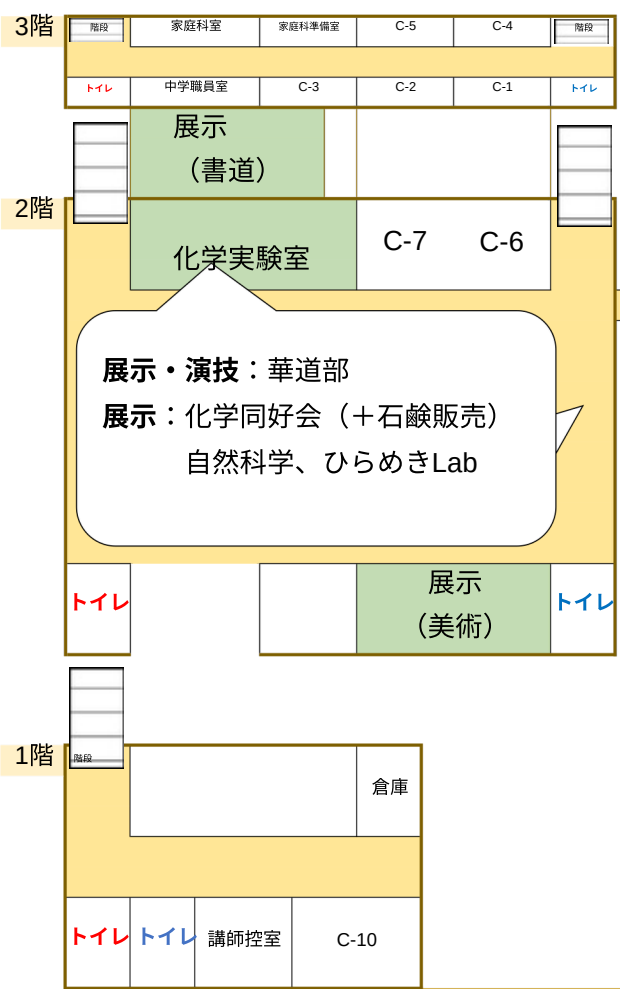 3階
階段
家庭科室
家庭科準備室
C-5
C-4
階段
トイレ
中学職員室
C-3
C-2
C-1
トイレ
展示
（書道）
2階
化学実験室
C-7
C-6
展示・演技：華道部
展示：化学同好会（＋石鹸販売）
自然科学、ひらめきLab
トイレ
展示
（美術）
トイレ
1階
階段
倉庫
トイレ
トイレ
講師控室
C-10